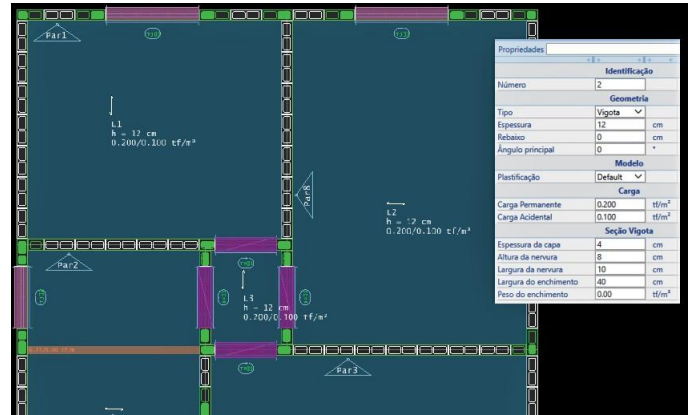 Par1
L1
h = 12 cm
0.200/0.100 tf/m²
Par8
L2
h = 12 cm
0.200/0.100 tf/m²
Par2
L3
h = 12 cm
0.200/0.100 tf/m²
Par3
Propriedades
Identificação
Número 2
Geometria
Tipo Vigota
Espessura 12 cm
Rebaixo 0 cm
Ângulo principal 0 °
Modelo
Plastificação Default
Carga
Carga Permanente 0.200 tf/m²
Carga Acidental 0.100 tf/m²
Seção Vigota
Espessura da capa 4 cm
Altura da nervura 8 cm
Largura da nervura 10 cm
Largura do enchimento 40 cm
Peso do enchimento 0.00 tf/m³